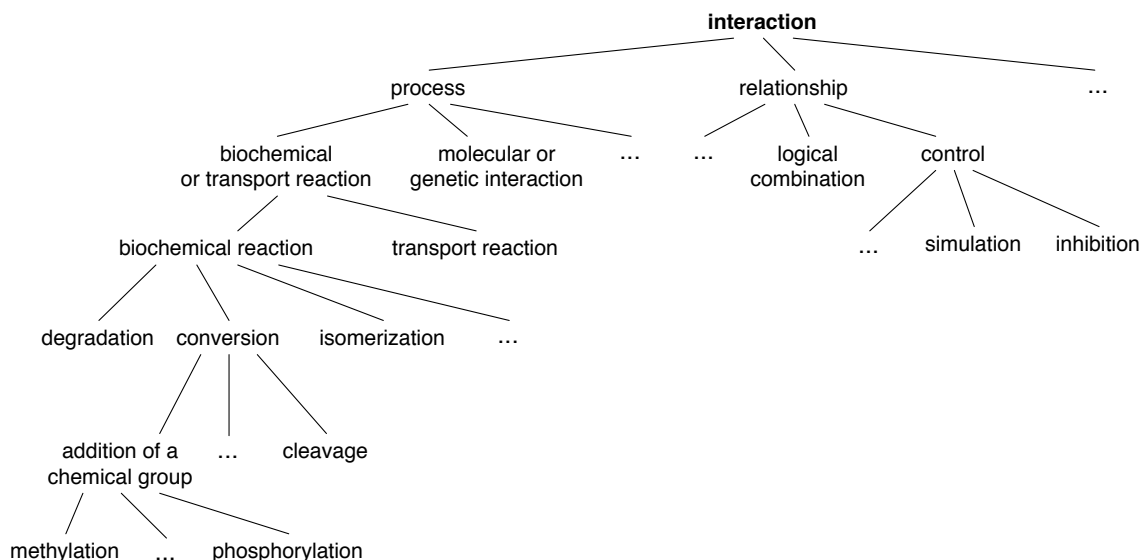 interaction
process relationship ...
biochemical
or transport reaction
molecular or
genetic interaction
... ...
logical
combination
control
biochemical reaction transport reaction ... simulation inhibition
degradation conversion isomerization ...
addition of a
chemical group
... cleavage
methylation ... phosphorylation